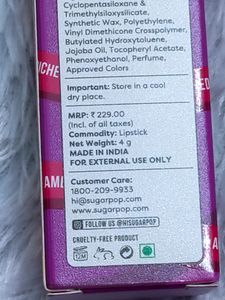 Cyclopentasiloxane &
Trimethylsiloxysilicate,
Synthetic Wax, Polyethylene,
Vinyl Dimethicone Crosspolymer,
Butylated Hydroxytoluene,
Jojoba Oil, Tocopheryl Acetate,
Phenoxyethanol, Perfume,
Approved Colors
Important: Store in a cool
dry place.
MRP: ₹ 229.00
(Incl. of all taxes)
Commodity: Lipstick
Net Weight: 4 g
MADE IN INDIA
FOR EXTERNAL USE ONLY
Customer Care:
1800-209-9933
hi@sugarpop.com
www.sugarpop.com
FOLLOW US @HISUGARPOP
CRUELTY-FREE PRODUCT
12M